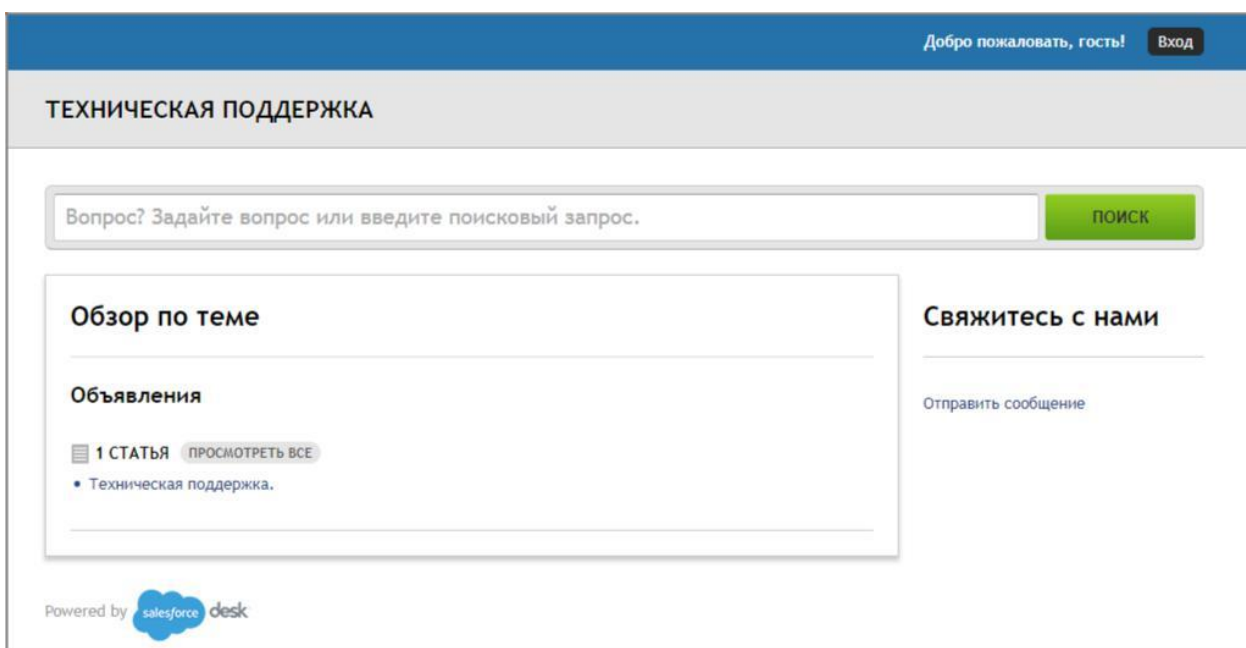 Добро пожаловать, гость! Вход
ТЕХНИЧЕСКАЯ ПОДДЕРЖКА
Вопрос? Задайте вопрос или введите поисковый запрос. ПОИСК
Обзор по теме
Объявления
1 СТАТЬЯ ПРОСМОТРЕТЬ ВСЕ
• Техническая поддержка.
Свяжитесь с нами
Отправить сообщение
Powered by salesforce desk